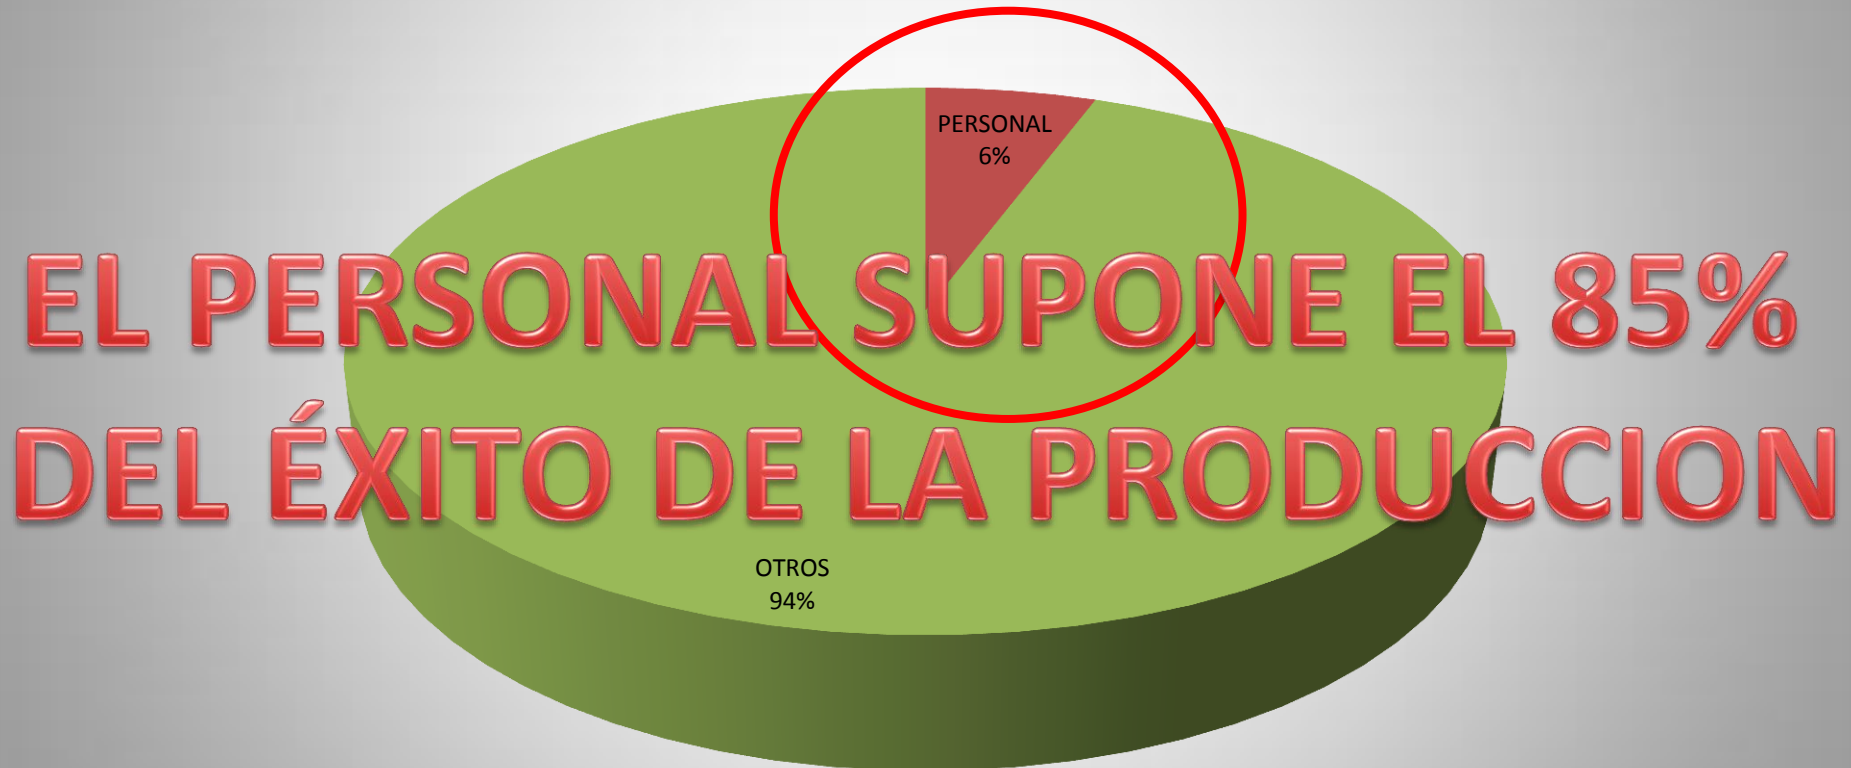 PERSONAL
6%
EL PERSONAL SUPONE EL 85%
DEL ÉXITO DE LA PRODUCCION
OTROS
94%